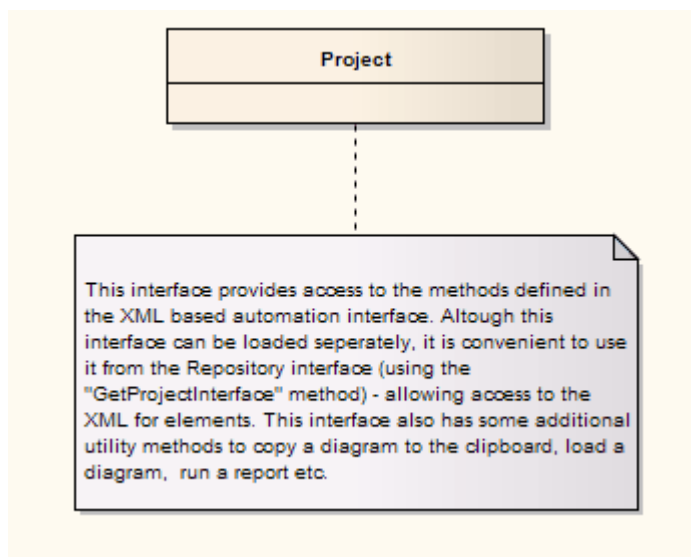 Project
This interface provides access to the methods defined in
the XML based automation interface. Altough this
interface can be loaded seperately, it is convenient to use
it from the Repository interface (using the
"GetProjectInterface" method) - allowing access to the
XML for elements. This interface also has some additional
utility methods to copy a diagram to the clipboard, load a
diagram,  run a report etc.